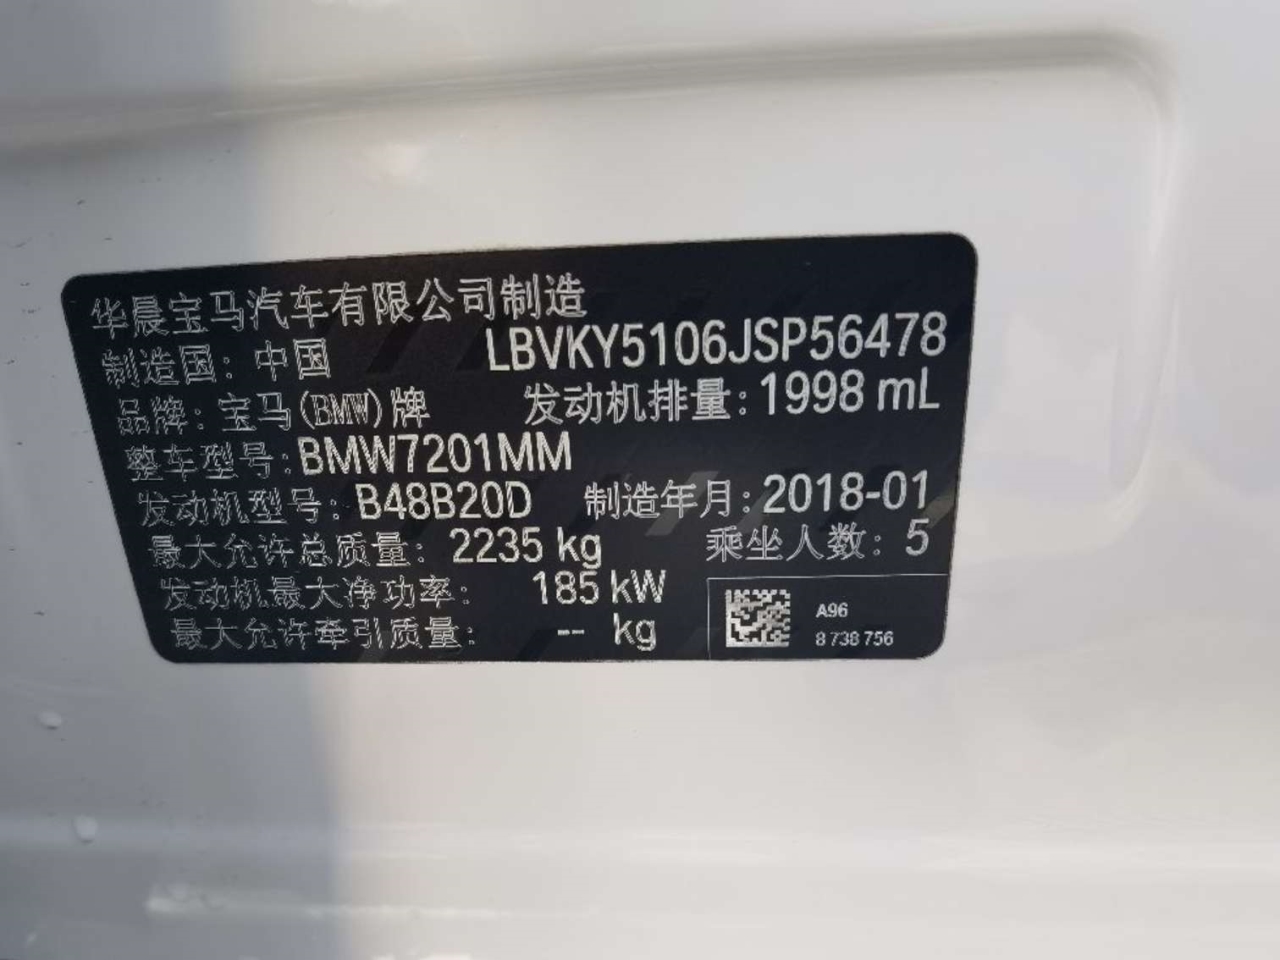 华晨宝马汽车有限公司制造
制造国：中国 LBVKY5106JSP56478
品牌：宝马(BMW)牌 发动机排量：1998 mL
整车型号：BMW7201MM
发动机型号：B48B20D 制造年月：2018-01
最大允许总质量：2235 kg 乘坐人数：5
发动机最大净功率：185 kW
最大允许牵引质量：-- kg
A96
8 738 756